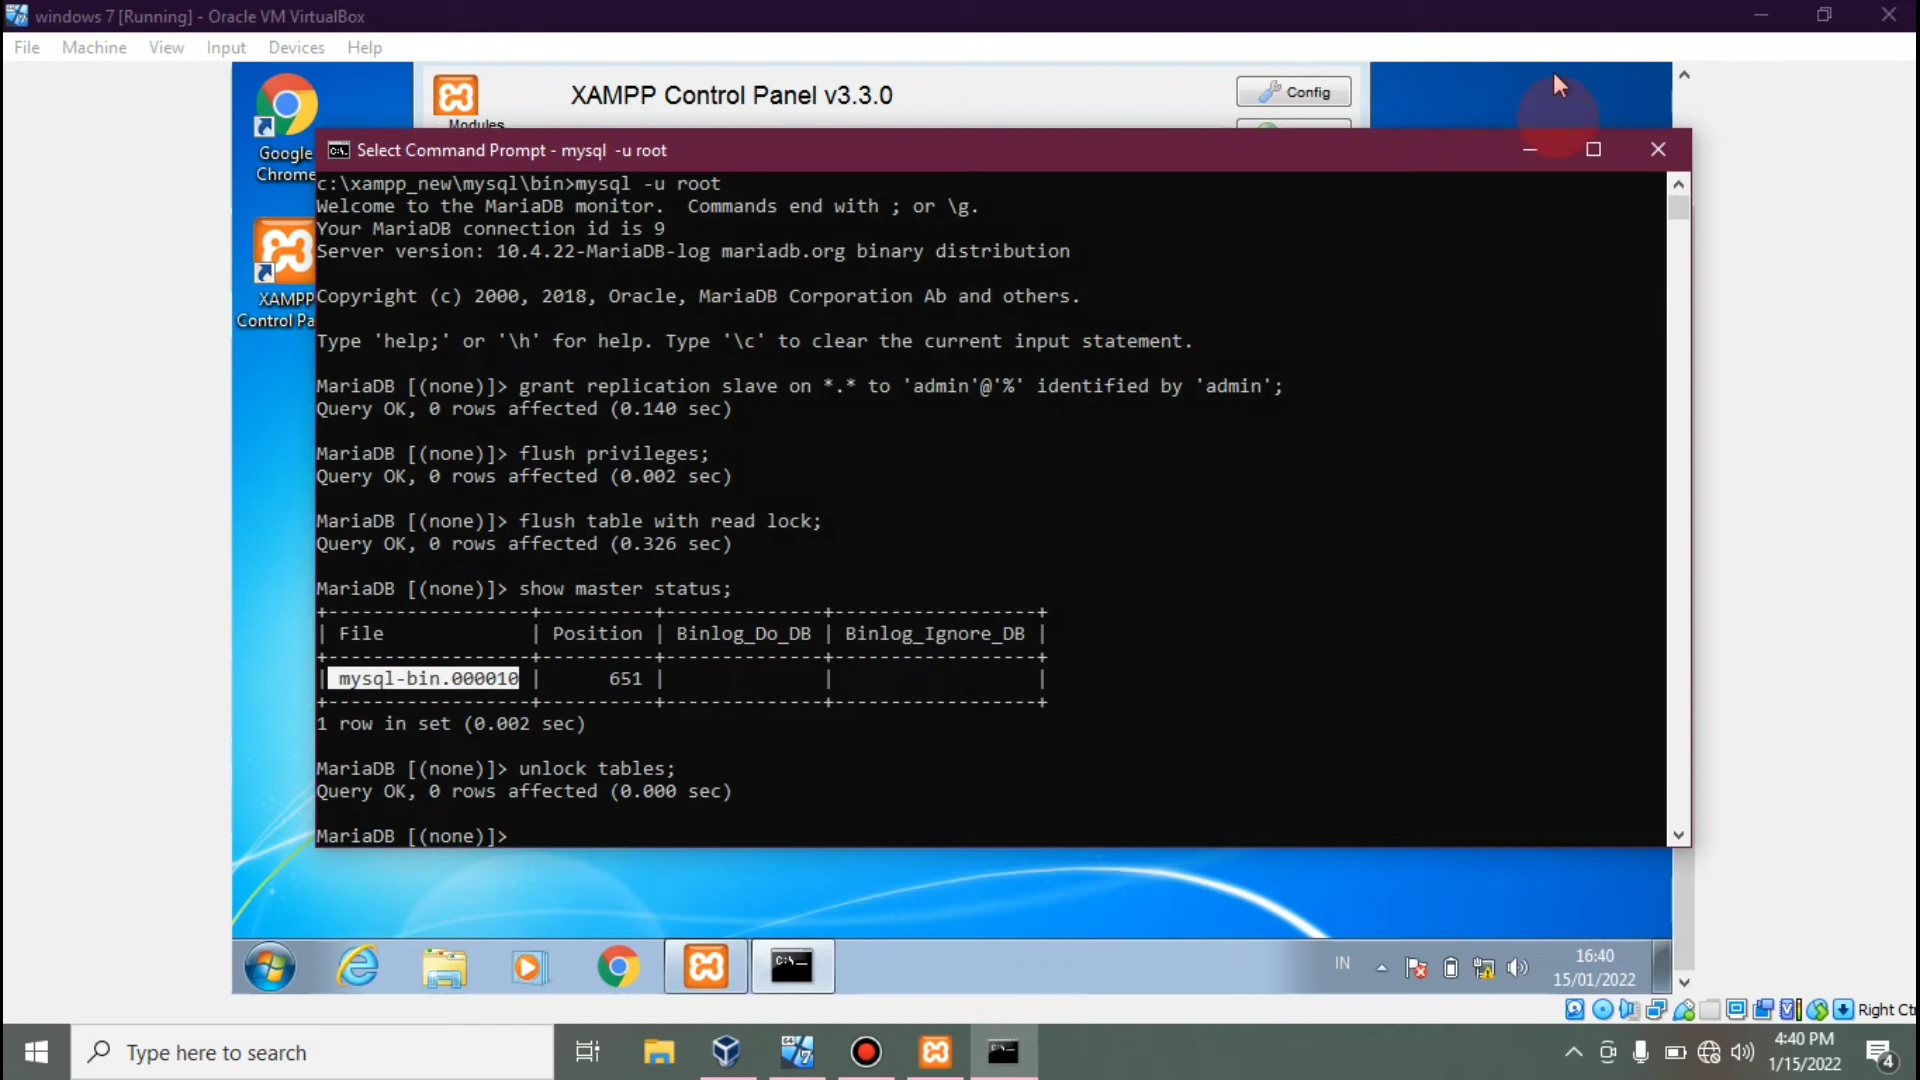 windows 7 [Running] - Oracle VM VirtualBox
File Machine View Input Devices Help
XAMPP Control Panel v3.3.0
Config
Modules
Google
Chrome
XAMPP
Control Pa
Select Command Prompt - mysql  -u root
c:\xampp_new\mysql\bin>mysql -u root
Welcome to the MariaDB monitor.  Commands end with ; or \g.
Your MariaDB connection id is 9
Server version: 10.4.22-MariaDB-log mariadb.org binary distribution
Copyright (c) 2000, 2018, Oracle, MariaDB Corporation Ab and others.
Type 'help;' or '\h' for help. Type '\c' to clear the current input statement.
MariaDB [(none)]> grant replication slave on *.* to 'admin'@'%' identified by 'admin';
Query OK, 0 rows affected (0.140 sec)
MariaDB [(none)]> flush privileges;
Query OK, 0 rows affected (0.002 sec)
MariaDB [(none)]> flush table with read lock;
Query OK, 0 rows affected (0.326 sec)
MariaDB [(none)]> show master status;
+------------------+----------+--------------+------------------+
| File             | Position | Binlog_Do_DB | Binlog_Ignore_DB |
+------------------+----------+--------------+------------------+
| mysql-bin.000010 |      651 |              |                  |
+------------------+----------+--------------+------------------+
1 row in set (0.002 sec)
MariaDB [(none)]> unlock tables;
Query OK, 0 rows affected (0.000 sec)
MariaDB [(none)]>
IN
16:40
15/01/2022
Right Ct
Type here to search
4:40 PM
1/15/2022
4